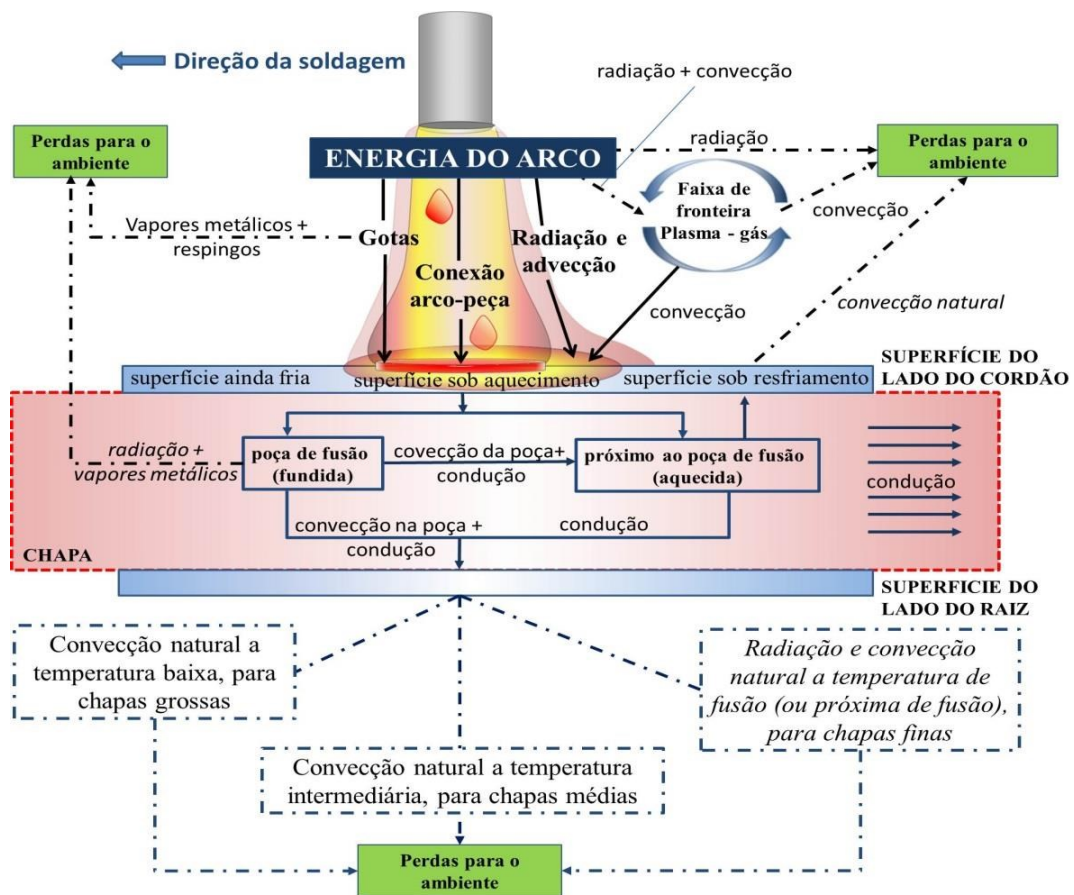 Direção da soldagem
radiação + convecção
Perdas para o
ambiente
ENERGIA DO ARCO
radiação
Perdas para o
ambiente
Faixa de
fronteira
Plasma - gás
convecção
Vapores metálicos +
respingos
Gotas
Radiação e
advecção
Conexão
arco-peça
convecção
convecção natural
SUPERFÍCIE DO
LADO DO CORDÃO
superfície ainda fria
superfície sob aquecimento
superfície sob resfriamento
radiação +
vapores metálicos
poça de fusão
(fundida)
covecção da poça+
condução
próximo ao poça de fusão
(aquecida)
condução
convecção na poça +
condução
condução
CHAPA
SUPERFICIE DO
LADO DO RAIZ
Convecção natural a
temperatura baixa, para
chapas grossas
Radiação e convecção
natural a temperatura de
fusão (ou próxima de fusão),
para chapas finas
Convecção natural a temperatura
intermediária, para chapas médias
Perdas para o
ambiente